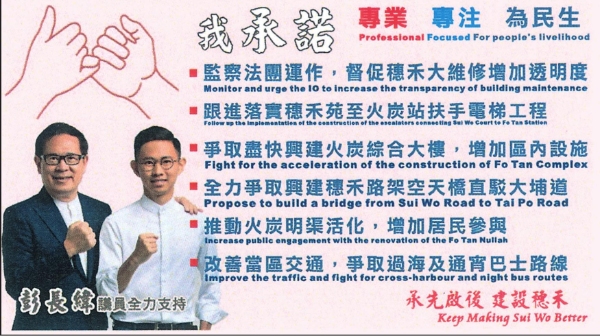 我承諾
專業 專注 為民生
Professional Focused For people's livelihood
監察法團運作，督促穗禾大維修增加透明度
Monitor and urge the IO to increase the transparency of building maintenance
跟進落實穗禾苑至火炭站扶手電梯工程
Follow up the implementation of the construction of the escalators connecting Sui Wo Court to Fo Tan Station
爭取盡快興建火炭綜合大樓，增加區內設施
Fight for the acceleration of the construction of Fo Tan Complex
全力爭取興建穗禾路架空天橋直駁大埔道
Propose to build a bridge from Sui Wo Road to Tai Po Road
推動火炭明渠活化，增加居民參與
Increase public engagement with the renovation of the Fo Tan Nullah
改善當區交通，爭取過海及通宵巴士路線
Improve the traffic and fight for cross-harbour and night bus routes
彭長緯議員全力支持
承先啟後 建設穗禾
Keep Making Sui Wo Better